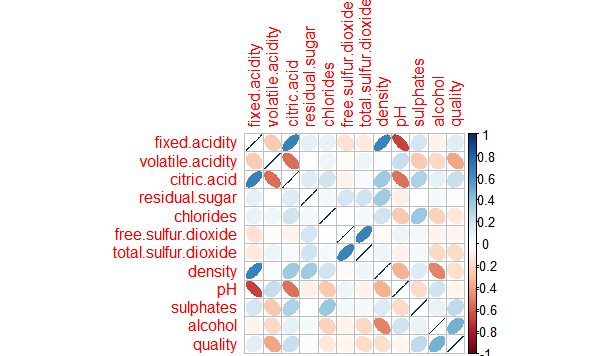 fixed.acidity
volatile.acidity
citric.acid
residual.sugar
chlorides
free.sulfur.dioxide
total.sulfur.dioxide
density
pH
sulphates
alcohol
quality
fixed.acidity
volatile.acidity
citric.acid
residual.sugar
chlorides
free.sulfur.dioxide
total.sulfur.dioxide
density
pH
sulphates
alcohol
quality
1
0.8
0.6
0.4
0.2
0
-0.2
-0.4
-0.6
-0.8
-1